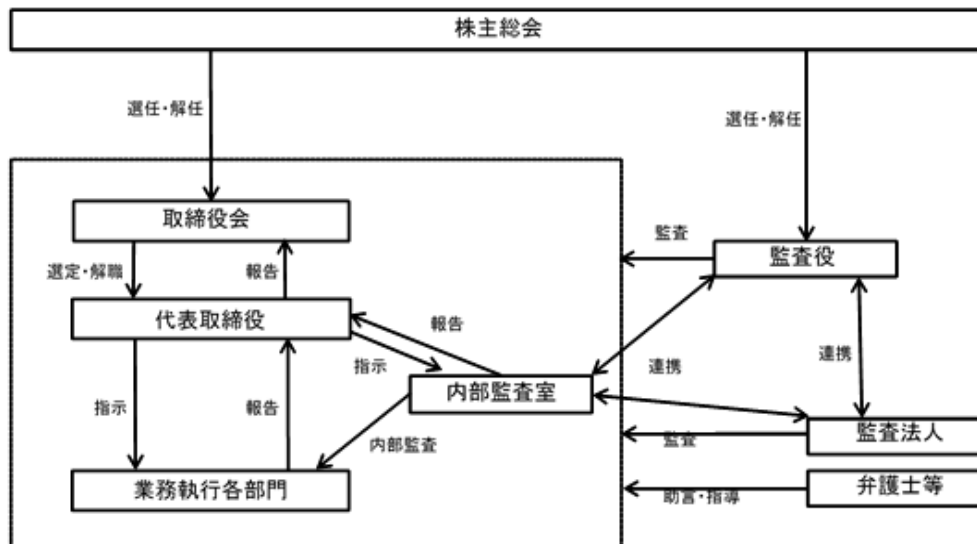 株主総会
選任・解任
選任・解任
取締役会
監査
監査役
選定・解職
報告
代表取締役
報告
指示
連携
連携
内部監査室
指示
報告
内部監査
監査法人
監査
業務執行各部門
弁護士等
助言・指導